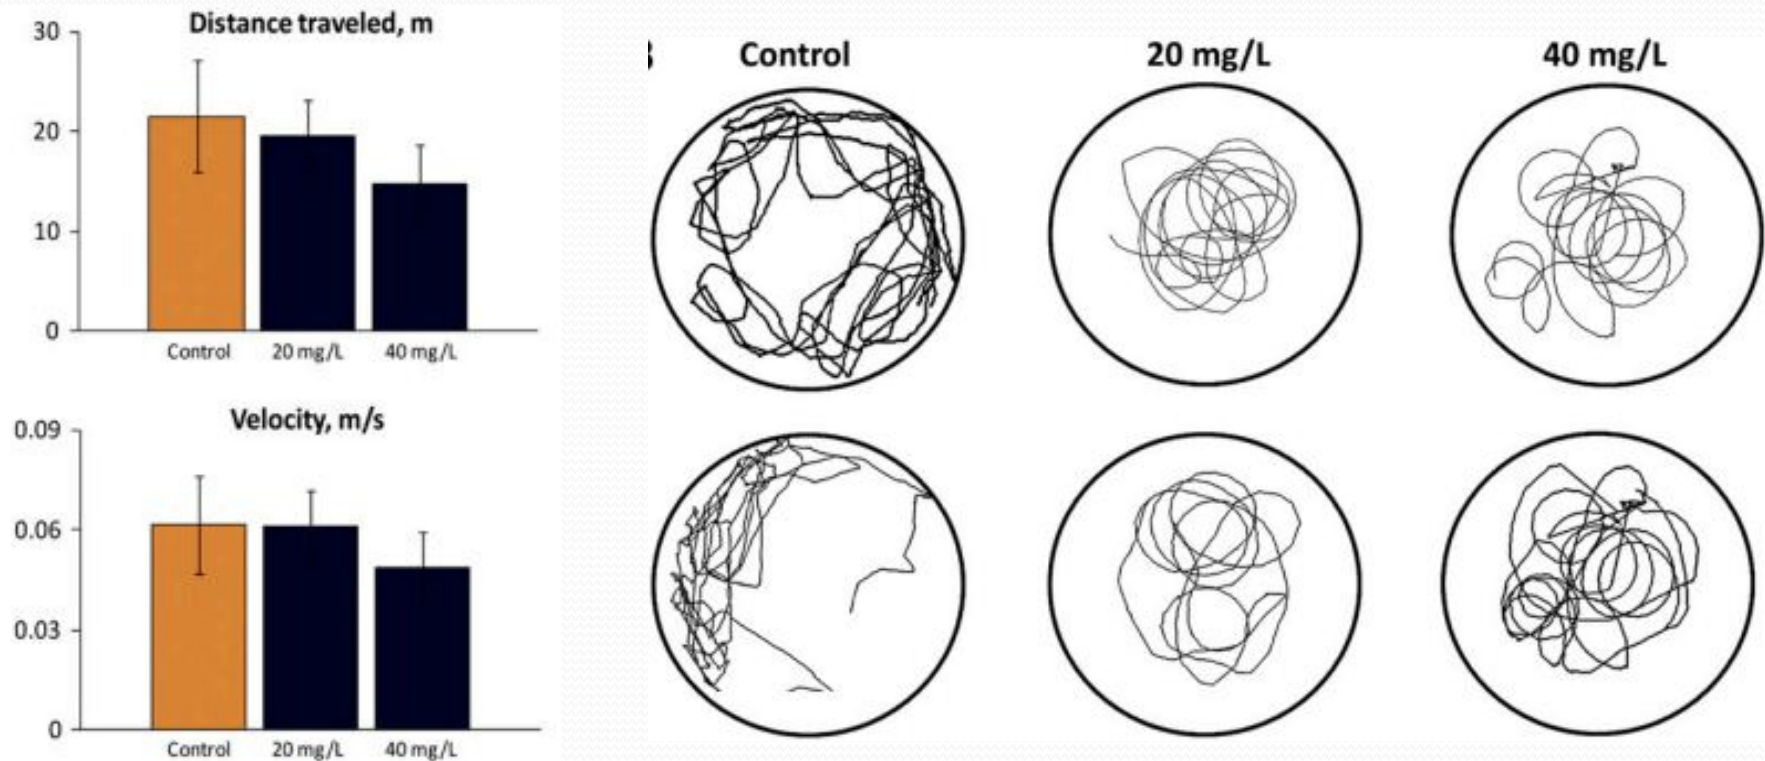 Distance traveled, m
30
20
10
0
Control 20 mg/L 40 mg/L
Velocity, m/s
0.09
0.06
0.03
0
Control 20 mg/L 40 mg/L
Control 20 mg/L 40 mg/L